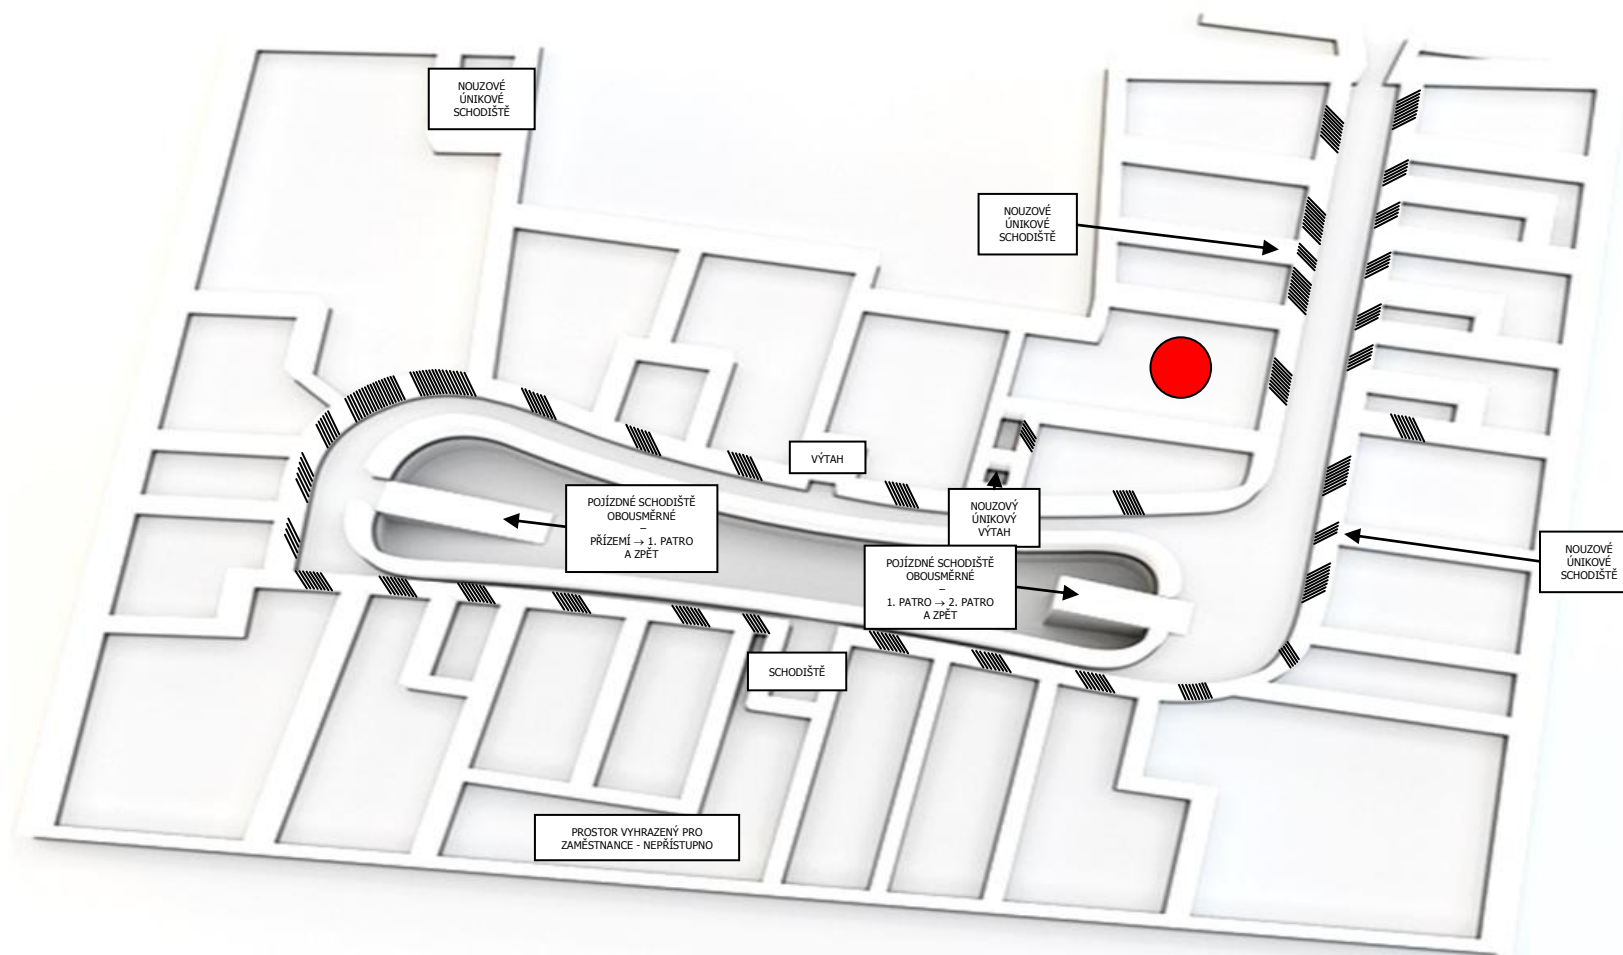 NOUZOVÉ
ÚNIKOVÉ
SCHODIŠTĚ
NOUZOVÉ
ÚNIKOVÉ
SCHODIŠTĚ
VÝTAH
POJÍZDNÉ SCHODIŠTĚ
OBOUSMĚRNÉ
–
PŘÍZEMÍ → 1. PATRO
A ZPĚT
NOUZOVÝ
ÚNIKOVÝ
VÝTAH
POJÍZDNÉ SCHODIŠTĚ
OBOUSMĚRNÉ
–
1. PATRO → 2. PATRO
A ZPĚT
NOUZOVÉ
ÚNIKOVÉ
SCHODIŠTĚ
SCHODIŠTĚ
PROSTOR VYHRAZENÝ PRO
ZAMĚSTNANCE - NEPŘÍSTUPNO